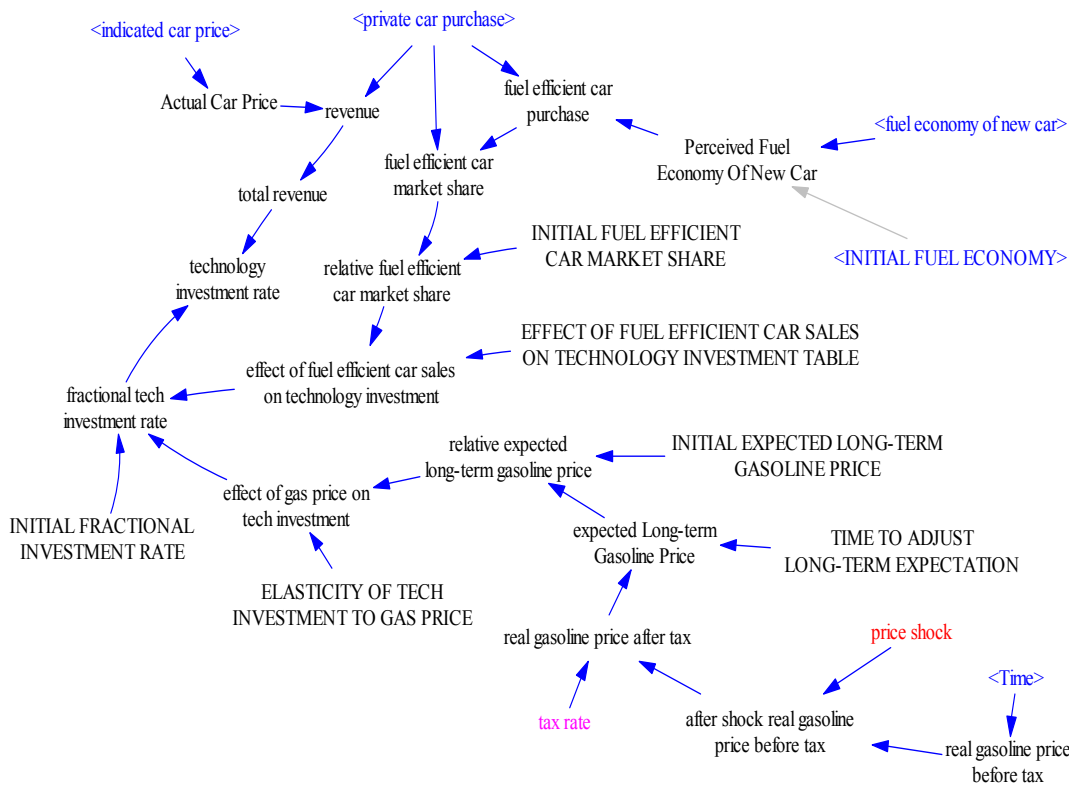 <private car purchase>
<indicated car price>
Actual Car Price
revenue
fuel efficient car
purchase
<fuel economy of new car>
Perceived Fuel
Economy Of New Car
fuel efficient car
market share
total revenue
INITIAL FUEL EFFICIENT
CAR MARKET SHARE
<INITIAL FUEL ECONOMY>
technology
investment rate
relative fuel efficient
car market share
EFFECT OF FUEL EFFICIENT CAR SALES
ON TECHNOLOGY INVESTMENT TABLE
effect of fuel efficient car sales
on technology investment
fractional tech
investment rate
relative expected
long-term gasoline price
INITIAL EXPECTED LONG-TERM
GASOLINE PRICE
effect of gas price on
tech investment
INITIAL FRACTIONAL
INVESTMENT RATE
expected Long-term
Gasoline Price
TIME TO ADJUST
LONG-TERM EXPECTATION
ELASTICITY OF TECH
INVESTMENT TO GAS PRICE
real gasoline price after tax
price shock
<Time>
tax rate
after shock real gasoline
price before tax
real gasoline price
before tax